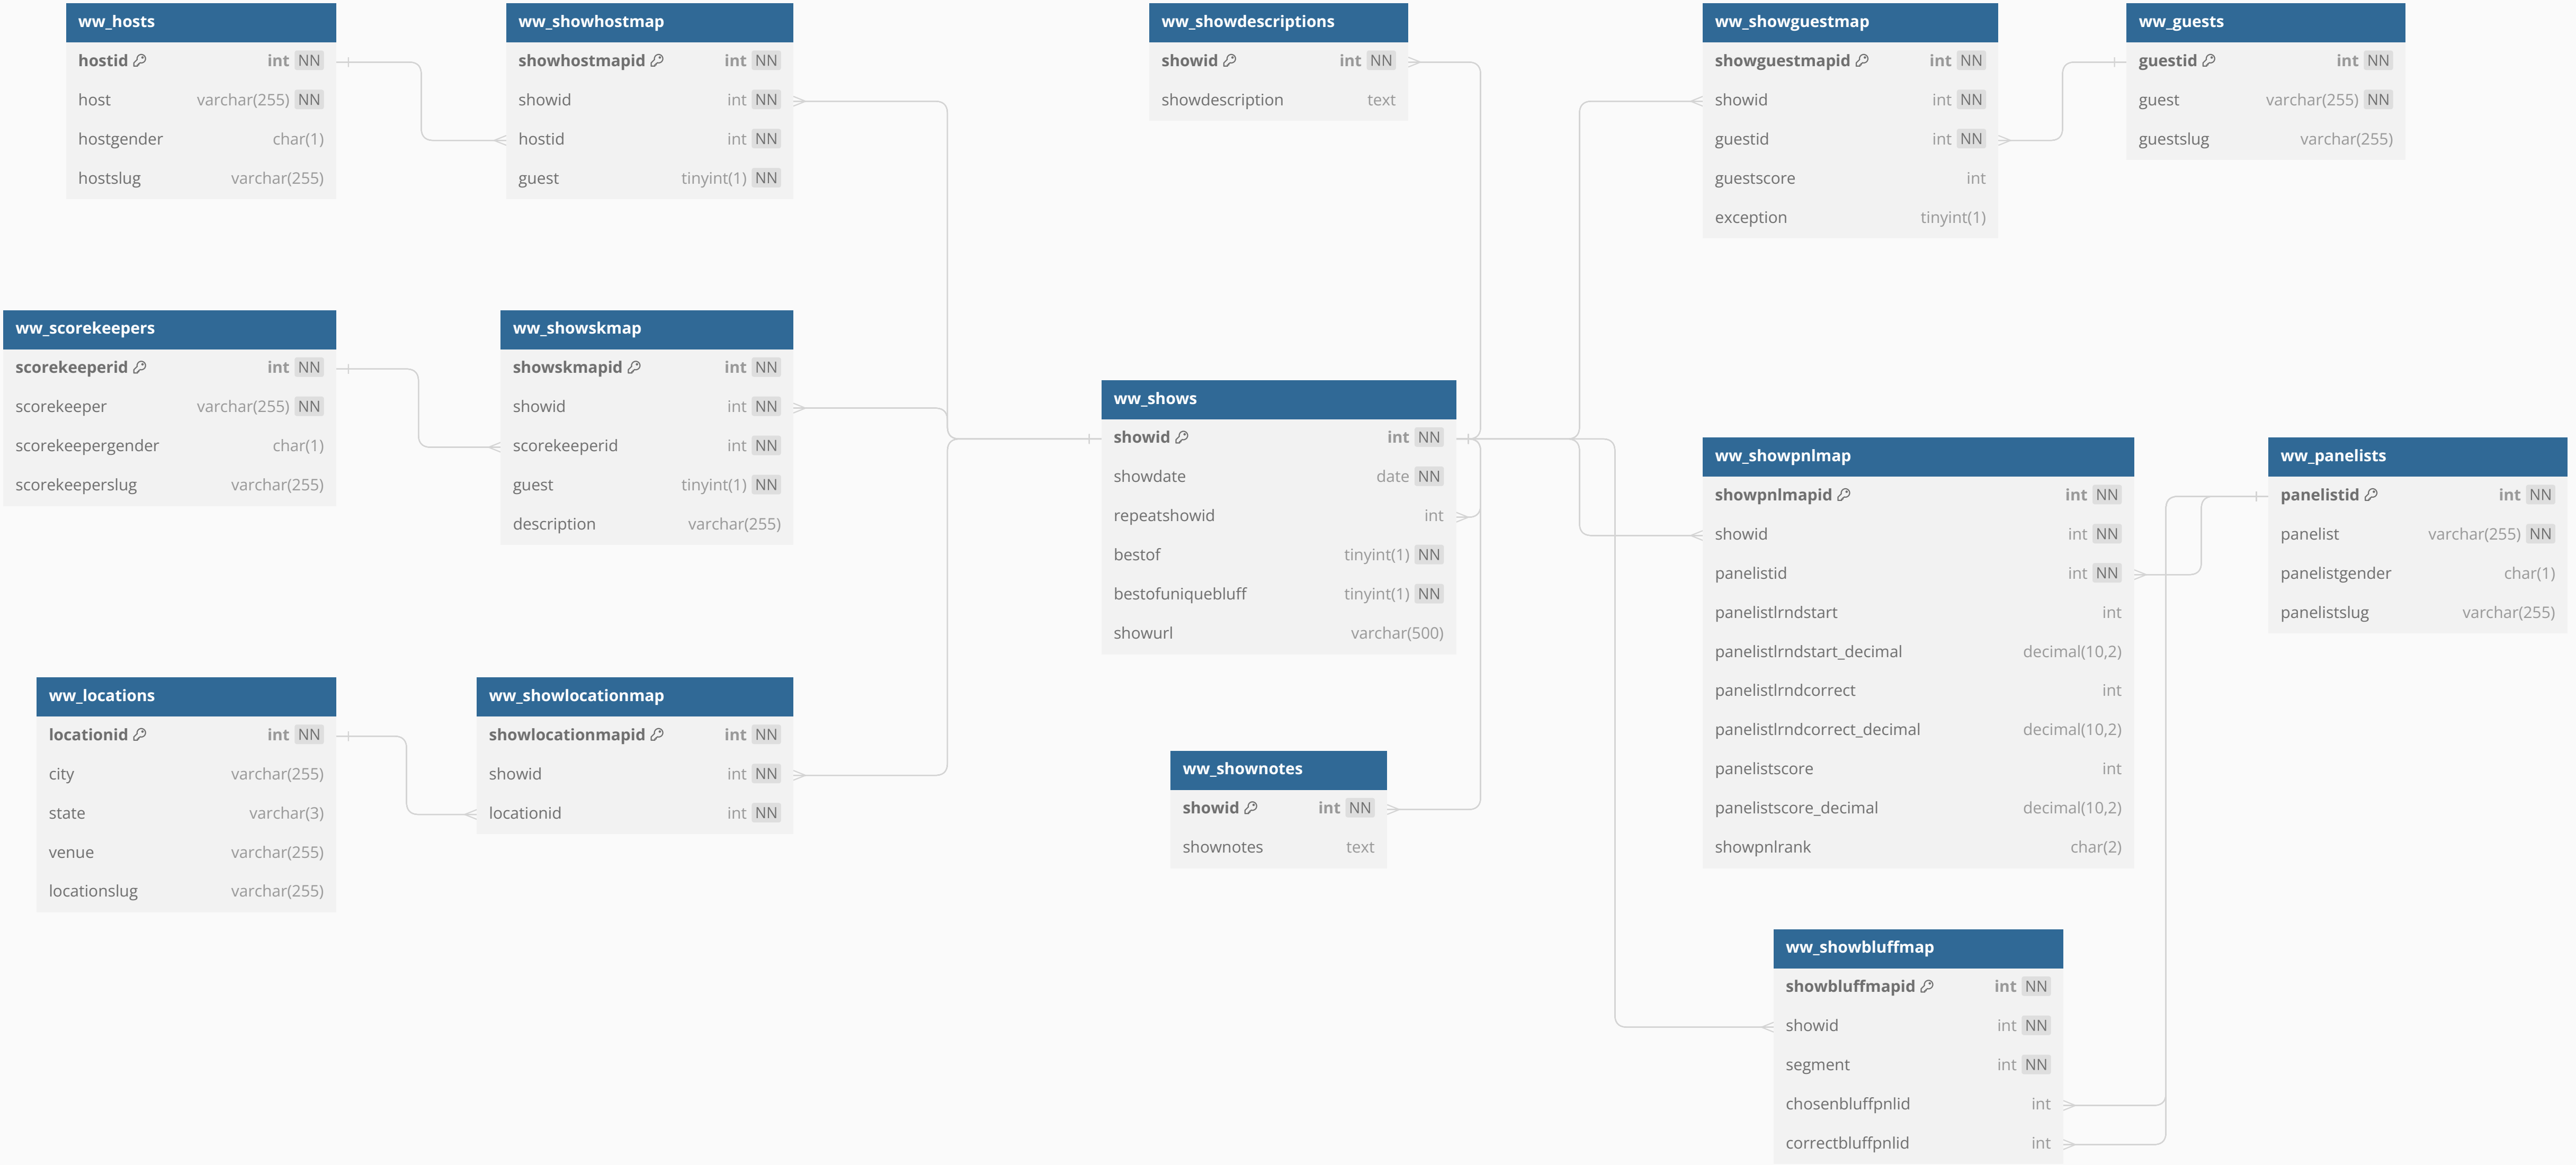 ww_hosts
hostid int NN
host varchar(255) NN
hostgender char(1)
hostslug varchar(255)
ww_showhostmap
showhostmapid int NN
showid int NN
hostid int NN
guest tinyint(1) NN
ww_showdescriptions
showid int NN
showdescription text
ww_showguestmap
showguestmapid int NN
showid int NN
guestid int NN
guestscore int
exception tinyint(1)
ww_guests
guestid int NN
guest varchar(255) NN
guestslug varchar(255)
ww_scorekeepers
scorekeeperid int NN
scorekeeper varchar(255) NN
scorekeepergender char(1)
scorekeeperslug varchar(255)
ww_showskmap
showskmapid int NN
showid int NN
scorekeeperid int NN
guest tinyint(1) NN
description varchar(255)
ww_shows
showid int NN
showdate date NN
repeatshowid int
bestof tinyint(1) NN
bestofuniquebluff tinyint(1) NN
showurl varchar(500)
ww_showpnlmap
showpnlmapid int NN
showid int NN
panelistid int NN
panelistlrndstart int
panelistlrndstart_decimal decimal(10,2)
panelistlrndcorrect int
panelistlrndcorrect_decimal decimal(10,2)
panelistscore int
panelistscore_decimal decimal(10,2)
showpnlrank char(2)
ww_panelists
panelistid int NN
panelist varchar(255) NN
panelistgender char(1)
panelistslug varchar(255)
ww_locations
locationid int NN
city varchar(255)
state varchar(3)
venue varchar(255)
locationslug varchar(255)
ww_showlocationmap
showlocationmapid int NN
showid int NN
locationid int NN
ww_shownotes
showid int NN
shownotes text
ww_showbluffmap
showbluffmapid int NN
showid int NN
segment int NN
chosenbluffpnlid int
correctbluffpnlid int